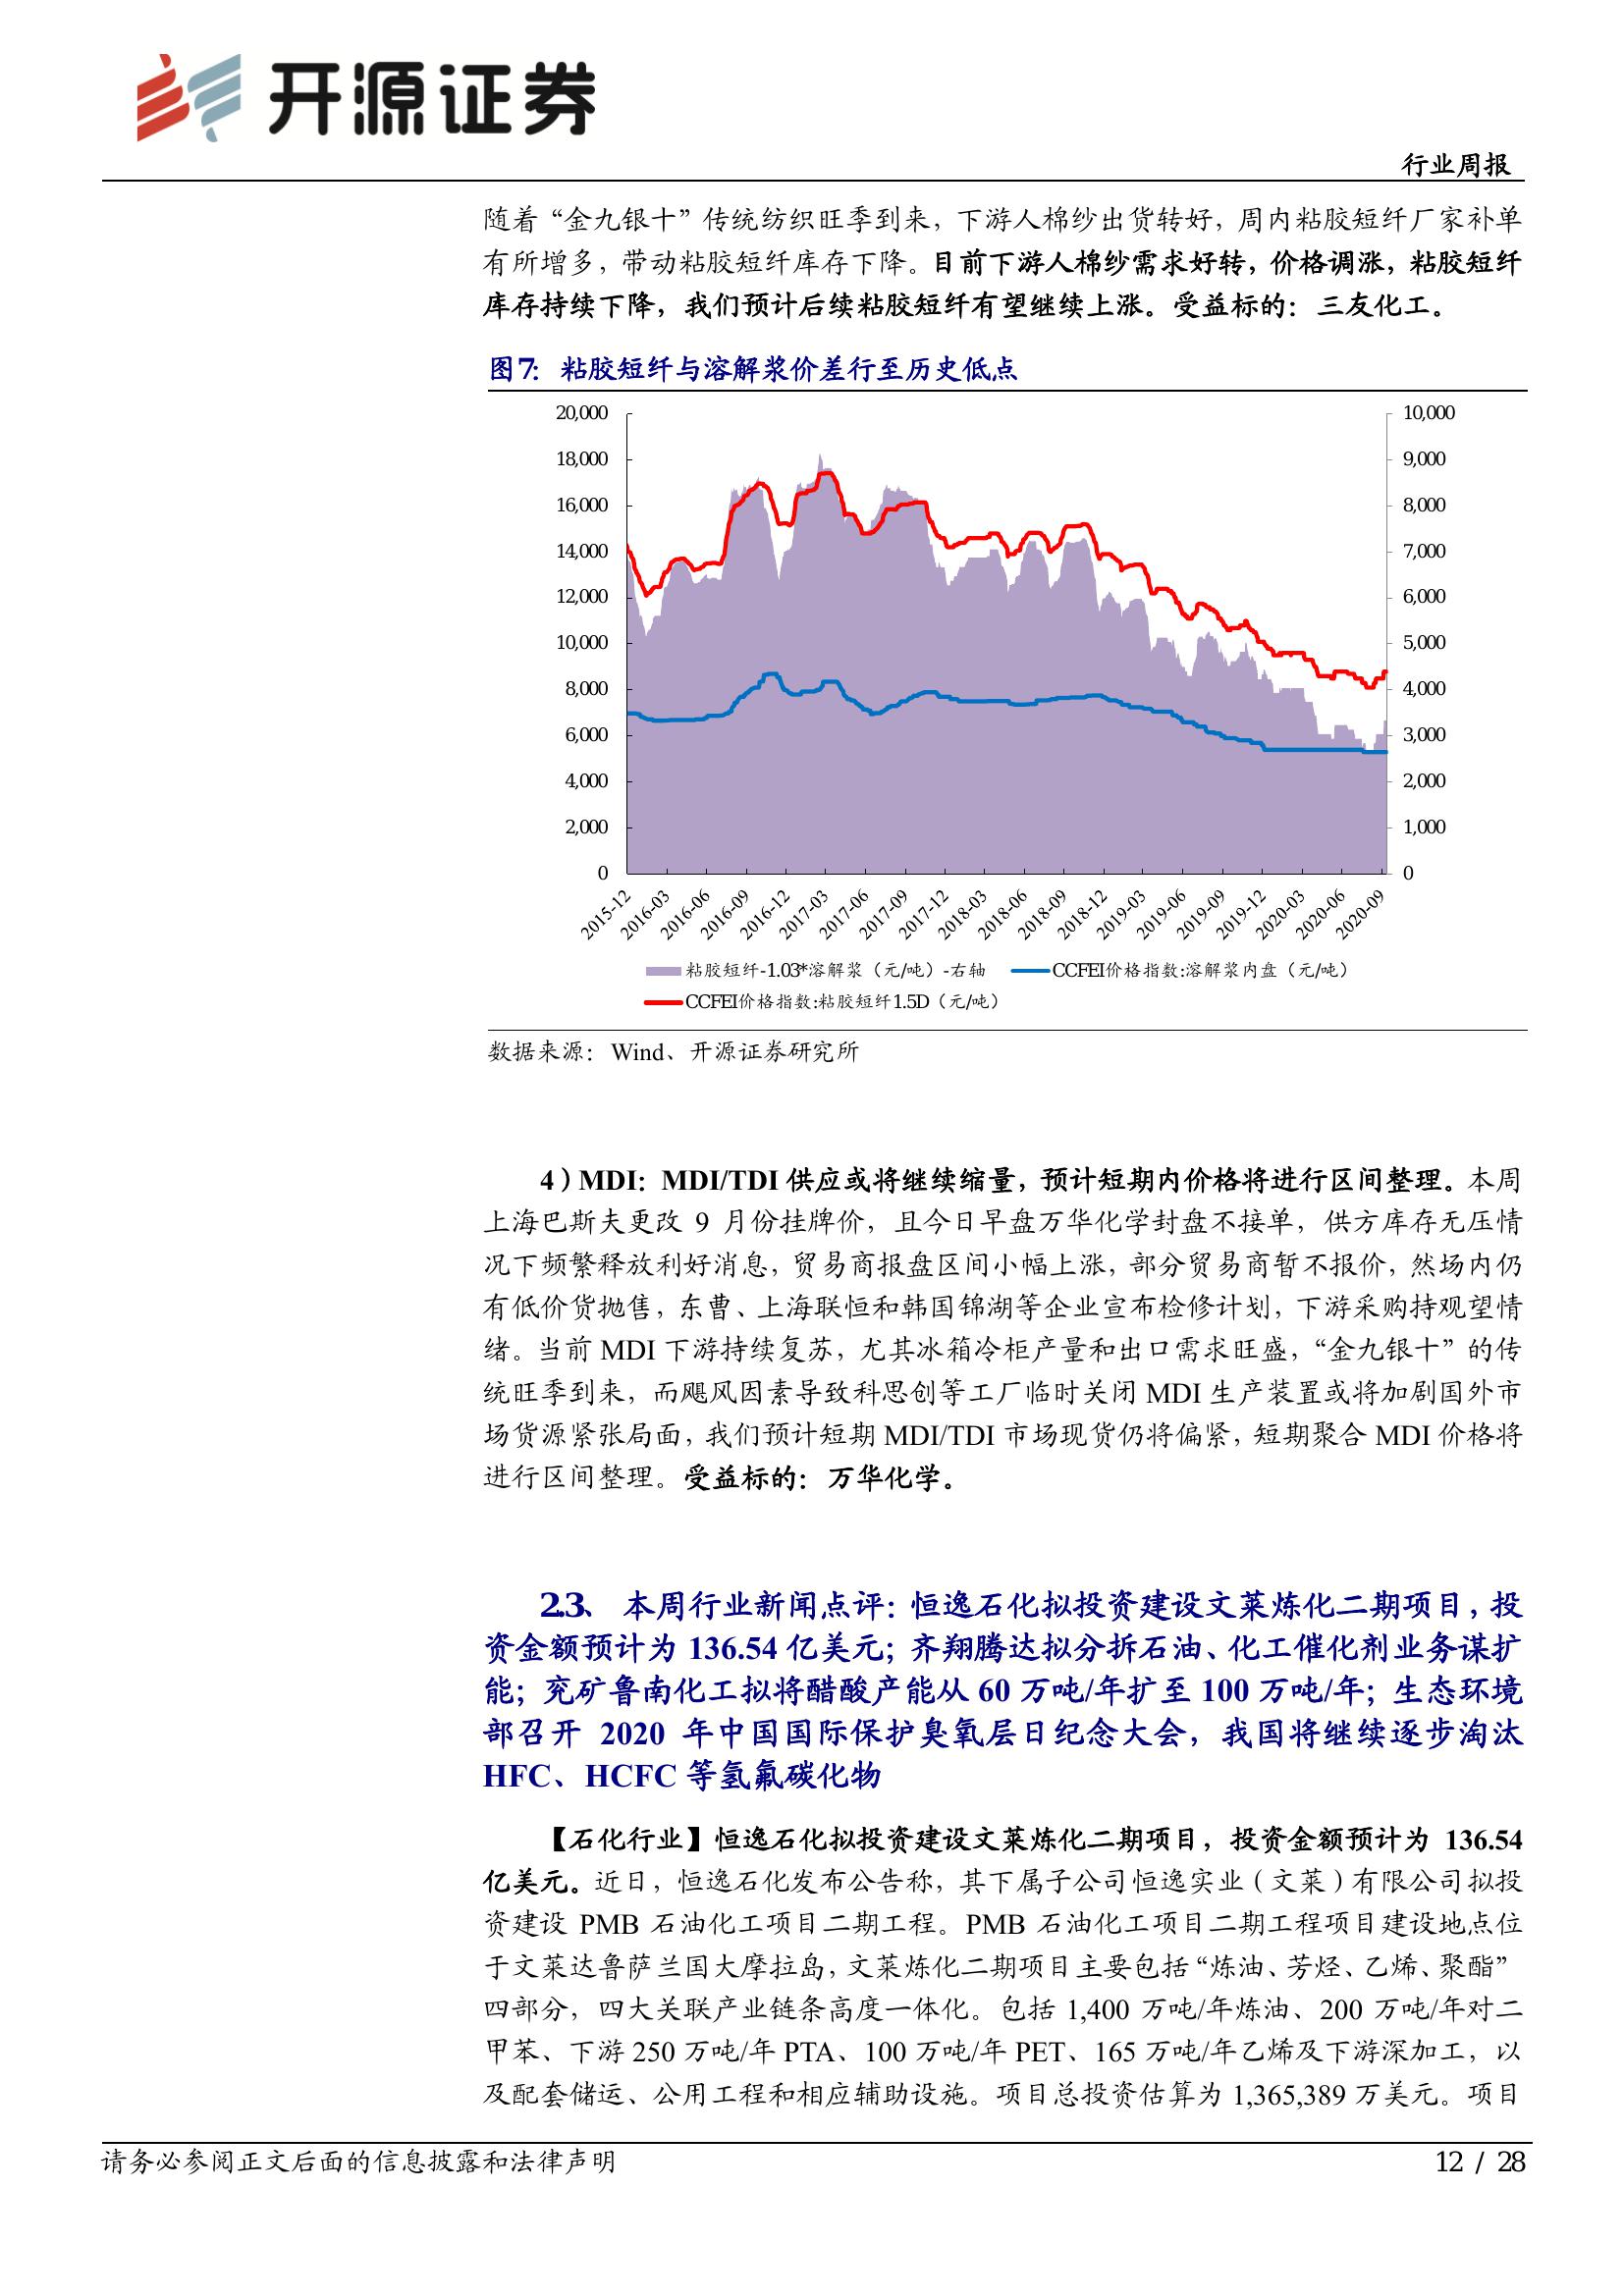 开源证券
行业周报
随着“金九银十”传统纺织旺季到来，下游人棉纱出货转好，周内粘胶短纤厂家补单
有所增多，带动粘胶短纤库存下降。目前下游人棉纱需求好转，价格调涨，粘胶短纤
库存持续下降，我们预计后续粘胶短纤有望继续上涨。受益标的：三友化工。
图7：粘胶短纤与溶解浆价差行至历史低点
20,000
18,000
16,000
14,000
12,000
10,000
8,000
6,000
4,000
2,000
0
10,000
9,000
8,000
7,000
6,000
5,000
4,000
3,000
2,000
1,000
0
2015-12
2016-03
2016-06
2016-09
2016-12
2017-03
2017-06
2017-09
2017-12
2018-03
2018-06
2018-09
2018-12
2019-03
2019-06
2019-09
2019-12
2020-03
2020-06
2020-09
粘胶短纤-1.03*溶解浆（元/吨）-右轴 CCFEI价格指数:溶解浆内盘（元/吨）
CCFEI价格指数:粘胶短纤1.5D（元/吨）
数据来源：Wind、开源证券研究所
4）MDI：MDI/TDI 供应或将继续缩量，预计短期内价格将进行区间整理。本周
上海巴斯夫更改 9 月份挂牌价，且今日早盘万华化学封盘不接单，供方库存无压情
况下频繁释放利好消息，贸易商报盘区间小幅上涨，部分贸易商暂不报价，然场内仍
有低价货抛售，东曹、上海联恒和韩国锦湖等企业宣布检修计划，下游采购持观望情
绪。当前 MDI 下游持续复苏，尤其冰箱冷柜产量和出口需求旺盛，“金九银十”的传
统旺季到来，而飓风因素导致科思创等工厂临时关闭 MDI 生产装置或将加剧国外市
场货源紧张局面，我们预计短期 MDI/TDI 市场现货仍将偏紧，短期聚合 MDI 价格将
进行区间整理。受益标的：万华化学。
2.3、 本周行业新闻点评：恒逸石化拟投资建设文莱炼化二期项目，投
资金额预计为 136.54 亿美元；齐翔腾达拟分拆石油、化工催化剂业务谋扩
能；兖矿鲁南化工拟将醋酸产能从 60 万吨/年扩至 100 万吨/年；生态环境
部召开 2020 年中国国际保护臭氧层日纪念大会，我国将继续逐步淘汰
HFC、HCFC 等氢氟碳化物
【石化行业】恒逸石化拟投资建设文莱炼化二期项目，投资金额预计为 136.54
亿美元。近日，恒逸石化发布公告称，其下属子公司恒逸实业（文莱）有限公司拟投
资建设 PMB 石油化工项目二期工程。PMB 石油化工项目二期工程项目建设地点位
于文莱达鲁萨兰国大摩拉岛，文莱炼化二期项目主要包括“炼油、芳烃、乙烯、聚酯”
四部分，四大关联产业链条高度一体化。包括 1,400 万吨/年炼油、200 万吨/年对二
甲苯、下游 250 万吨/年 PTA、100 万吨/年 PET、165 万吨/年乙烯及下游深加工，以
及配套储运、公用工程和相应辅助设施。项目总投资估算为 1,365,389 万美元。项目
请务必参阅正文后面的信息披露和法律声明
12 / 28